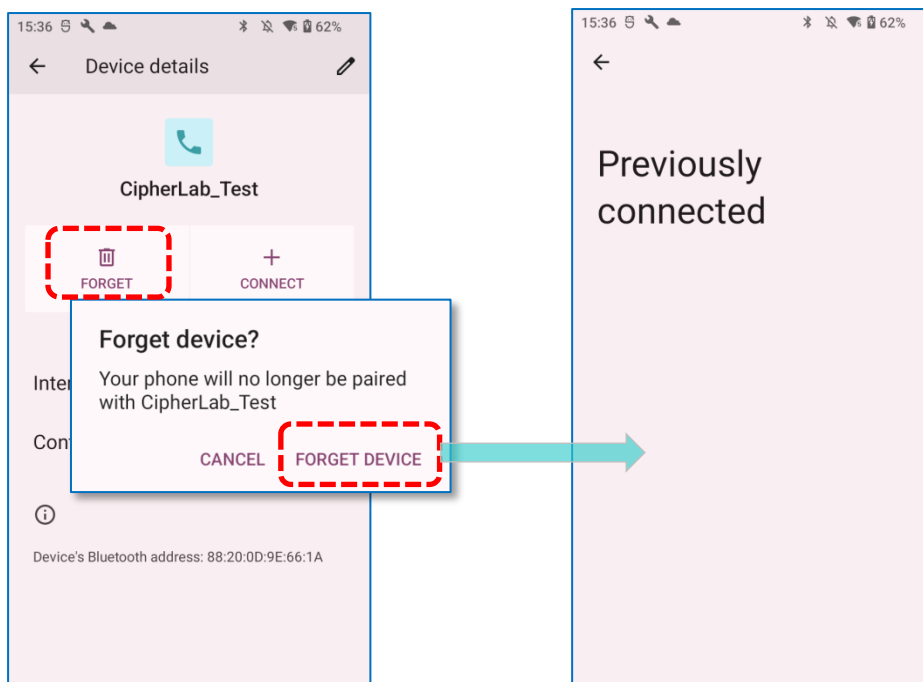 15:36 62%
Device details
CipherLab_Test
FORGET CONNECT
Forget device?
Your phone will no longer be paired
with CipherLab_Test
CANCEL FORGET DEVICE
Inter
Con
Device's Bluetooth address: 88:20:0D:9E:66:1A
15:36 62%
Previously
connected